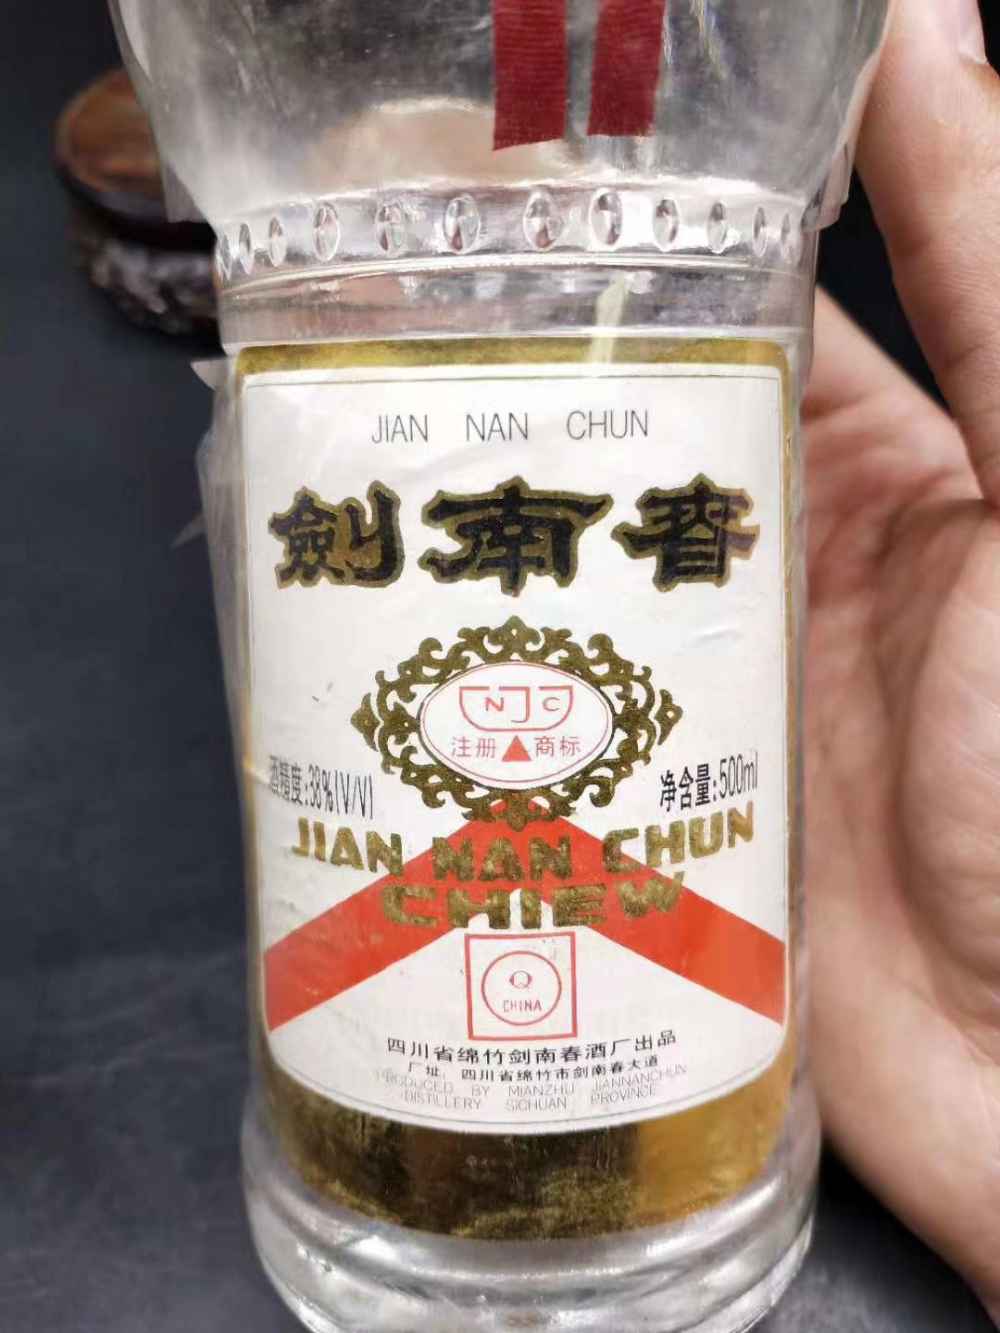 JIAN NAN CHUN
劍南春
NJC
注册 商标
酒精度:38%(V/V)
净含量:500ml
JIAN NAN CHUN
CHIEW
Q
CHINA
四川省绵竹剑南春酒厂出品
厂址:四川省绵竹市剑南春大道
PRODUCED BY MIANZHU JIANNANCHUN
DISTILLERY SICHUAN PROVINCE